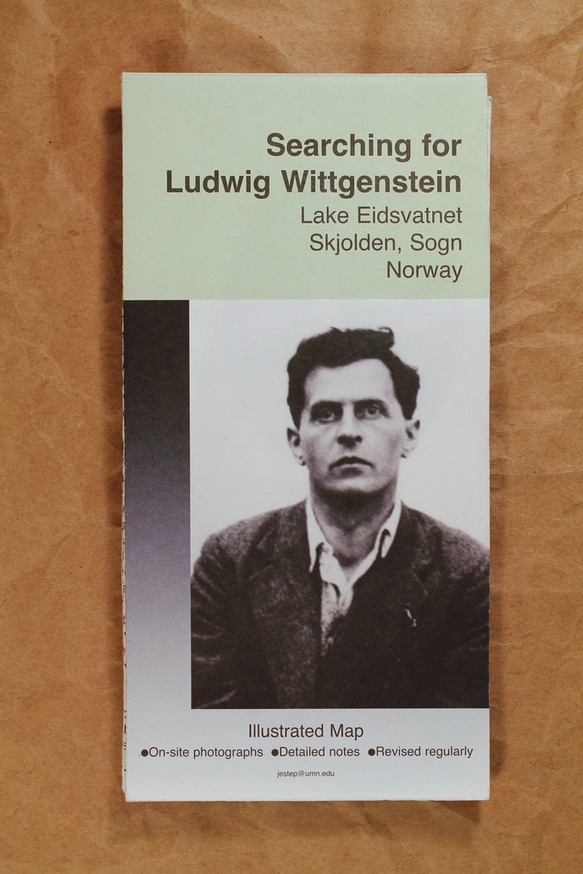 Searching for
Ludwig Wittgenstein
Lake Eidsvatnet
Skjolden, Sogn
Norway
Illustrated Map
●On-site photographs ●Detailed notes ●Revised regularly
jestep@umn.edu